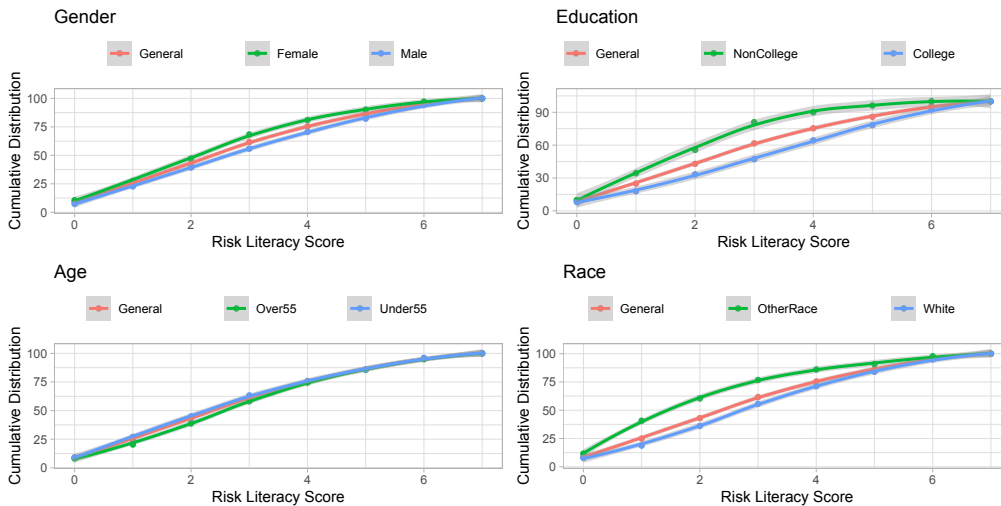 Gender
General Female Male
Cumulative Distribution
100
75
50
25
0
0 2 4 6
Risk Literacy Score
Education
General NonCollege College
Cumulative Distribution
90
60
30
0
0 2 4 6
Risk Literacy Score
Age
General Over55 Under55
Cumulative Distribution
100
75
50
25
0
0 2 4 6
Risk Literacy Score
Race
General OtherRace White
Cumulative Distribution
100
75
50
25
0
0 2 4 6
Risk Literacy Score